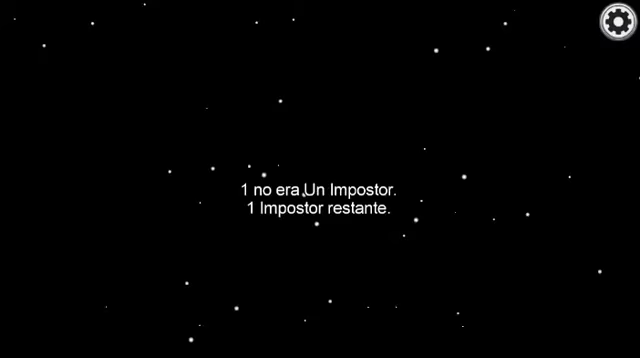 1 no era Un Impostor.
1 Impostor restante.